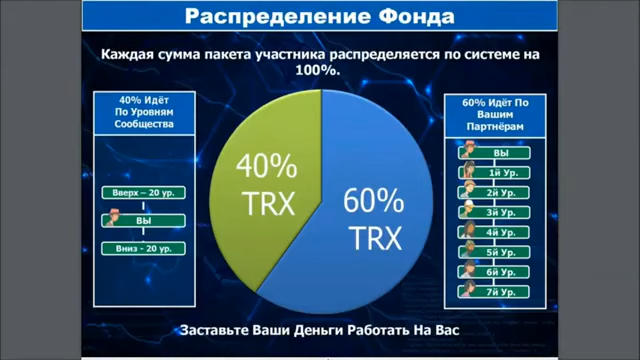 Распределение Фонда
Каждая сумма пакета участника распределяется по системе на
100%.
40% Идёт
По Уровням
Сообщества
Вверх – 20 ур.
ВЫ
Вниз - 20 ур.
40%
TRX
60%
TRX
60% Идёт По
Вашим
Партнёрам
ВЫ
1й Ур.
2й Ур.
3й Ур.
4й Ур.
5й Ур.
6й Ур.
7й Ур.
Заставьте Ваши Деньги Работать На Вас